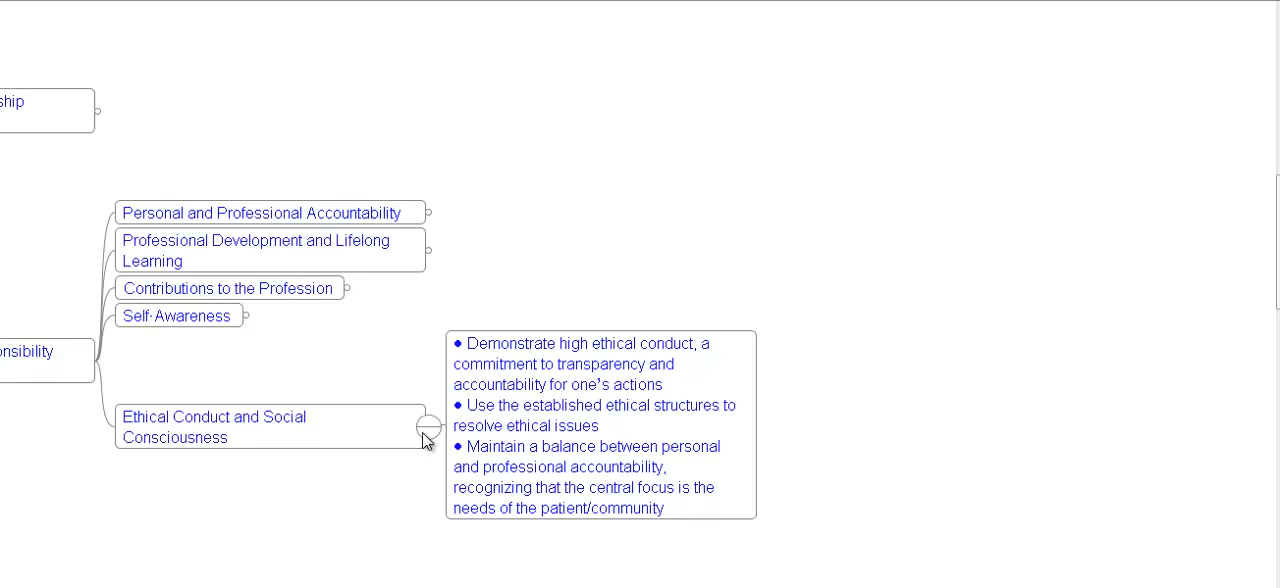 ship
Personal and Professional Accountability
Professional Development and Lifelong
Learning
Contributions to the Profession
Self-Awareness
onsibility
Ethical Conduct and Social
Consciousness
● Demonstrate high ethical conduct, a
commitment to transparency and
accountability for one's actions
● Use the established ethical structures to
resolve ethical issues
● Maintain a balance between personal
and professional accountability,
recognizing that the central focus is the
needs of the patient/community